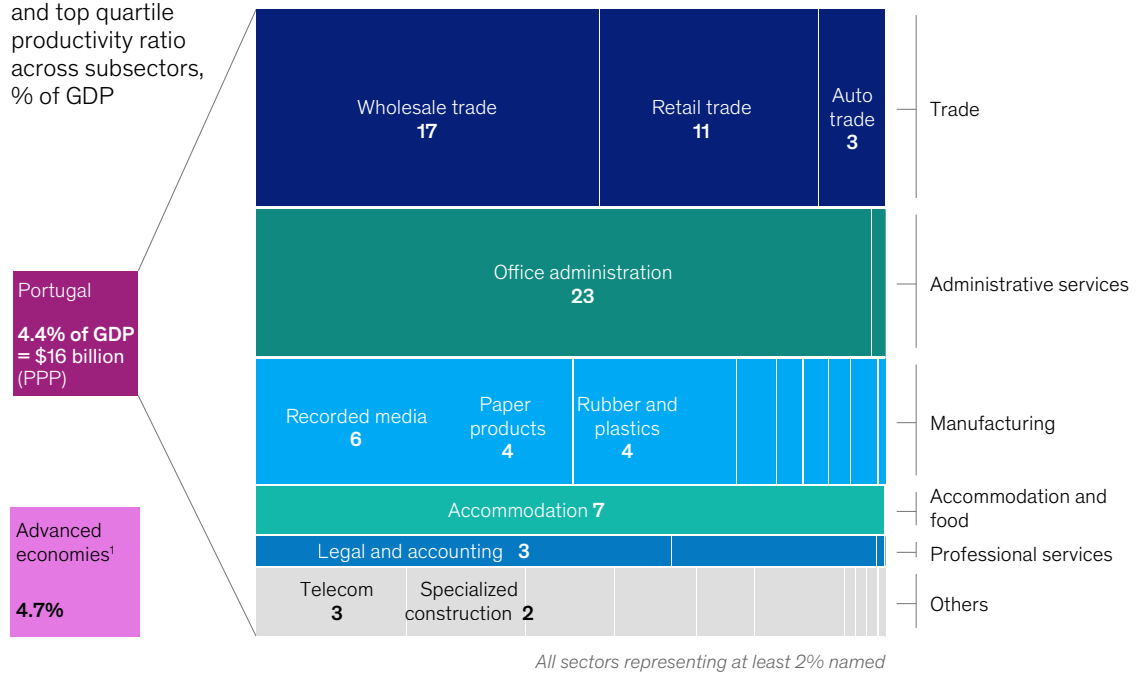 and top quartile
productivity ratio
across subsectors,
% of GDP
Wholesale trade
17
Retail trade
11
Auto
trade
3
Trade
Office administration
23
Administrative services
Portugal
4.4% of GDP
= $16 billion
(PPP)
Recorded media
6
Paper
products
4
Rubber and
plastics
4
Manufacturing
Accommodation 7
Accommodation and
food
Legal and accounting 3
Professional services
Advanced
economies¹
4.7%
Telecom
3
Specialized
construction 2
Others
All sectors representing at least 2% named